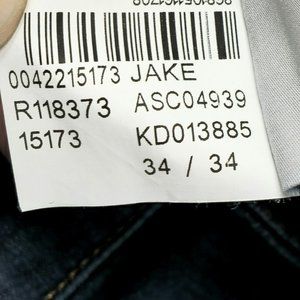 0042215173 JAKE
R118373 ASC04939
15173 KD013885
34 / 34